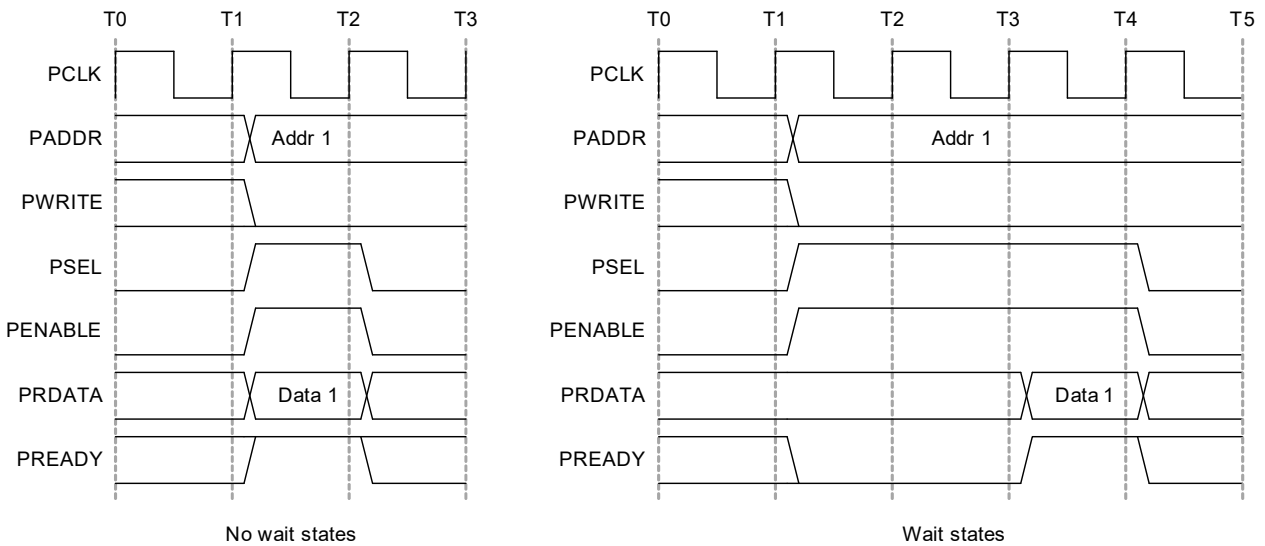 T0 T1 T2 T3
PCLK
PADDR Addr 1
PWRITE
PSEL
PENABLE
PRDATA Data 1
PREADY
No wait states
T0 T1 T2 T3 T4 T5
PCLK
PADDR Addr 1
PWRITE
PSEL
PENABLE
PRDATA Data 1
PREADY
Wait states